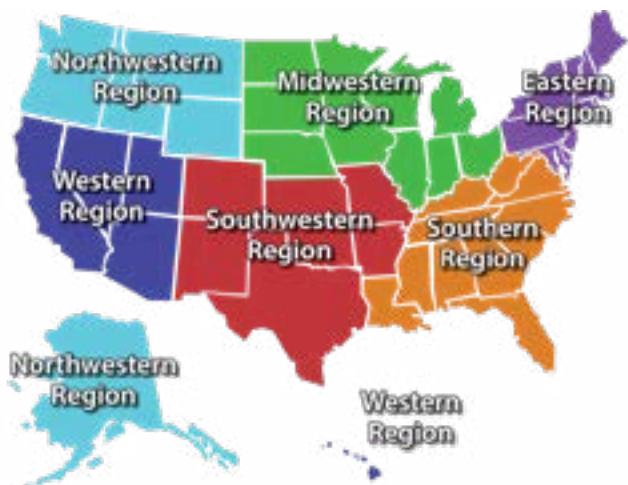 Northwestern
Region
Midwestern
Region
Eastern
Region
Western
Region
Southwestern
Region
Southern
Region
Northwestern
Region
Western
Region